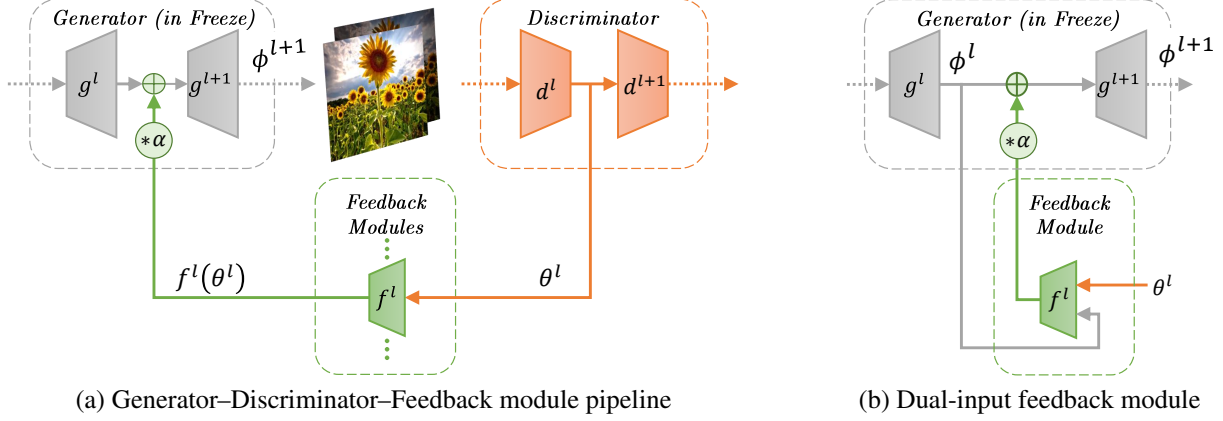 Generator (in Freeze)
g^l
g^{l+1}
ϕ^{l+1}
∗α
Discriminator
d^l
d^{l+1}
Feedback
Modules
f^l(θ^l)
f^l
θ^l
(a) Generator–Discriminator–Feedback module pipeline
Generator (in Freeze)
g^l
ϕ^l
g^{l+1}
ϕ^{l+1}
∗α
Feedback
Module
f^l
θ^l
(b) Dual-input feedback module